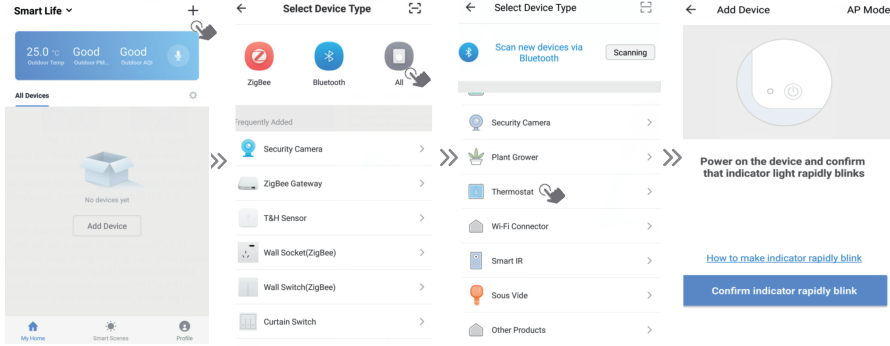 Smart Life
25.0 °C Good Good
Outdoor Temp Outdoor PM... Outdoor AQI
All Devices
No devices yet
Add Device
My Home Smart Scenes Profile
Select Device Type
ZigBee Bluetooth All
Frequently Added
Security Camera
ZigBee Gateway
T&H Sensor
Wall Socket(ZigBee)
Wall Switch(ZigBee)
Curtain Switch
Select Device Type
Scan new devices via
Bluetooth
Scanning
Security Camera
Plant Grower
Thermostat
Wi-Fi Connector
Smart IR
Sous Vide
Other Products
Add Device AP Mode
Power on the device and confirm
that indicator light rapidly blinks
How to make indicator rapidly blink
Confirm indicator rapidly blink